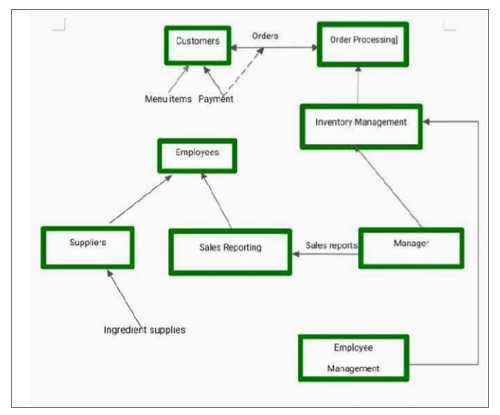 Customers
Orders
Order Processing]
Menu items
Payment
Inventory Management
Employees
Suppliers
Sales Reporting
Sales reports
Manager
Ingredient supplies
Employee
Management